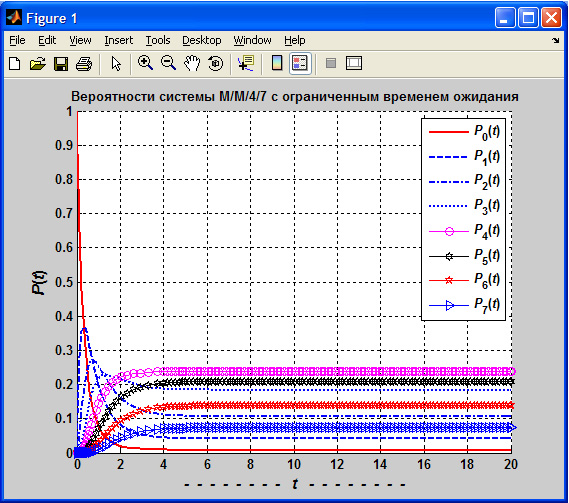 Figure 1
File Edit View Insert Tools Desktop Window Help
Вероятности системы M/M/4/7 с ограниченным временем ожидания
1
0.9
0.8
0.7
0.6
0.5
0.4
0.3
0.2
0.1
0
P(t)
P0(t)
P1(t)
P2(t)
P3(t)
P4(t)
P5(t)
P6(t)
P7(t)
0 2 4 6 8 10 12 14 16 18 20
- - - - - - - - t - - - - - - - - -